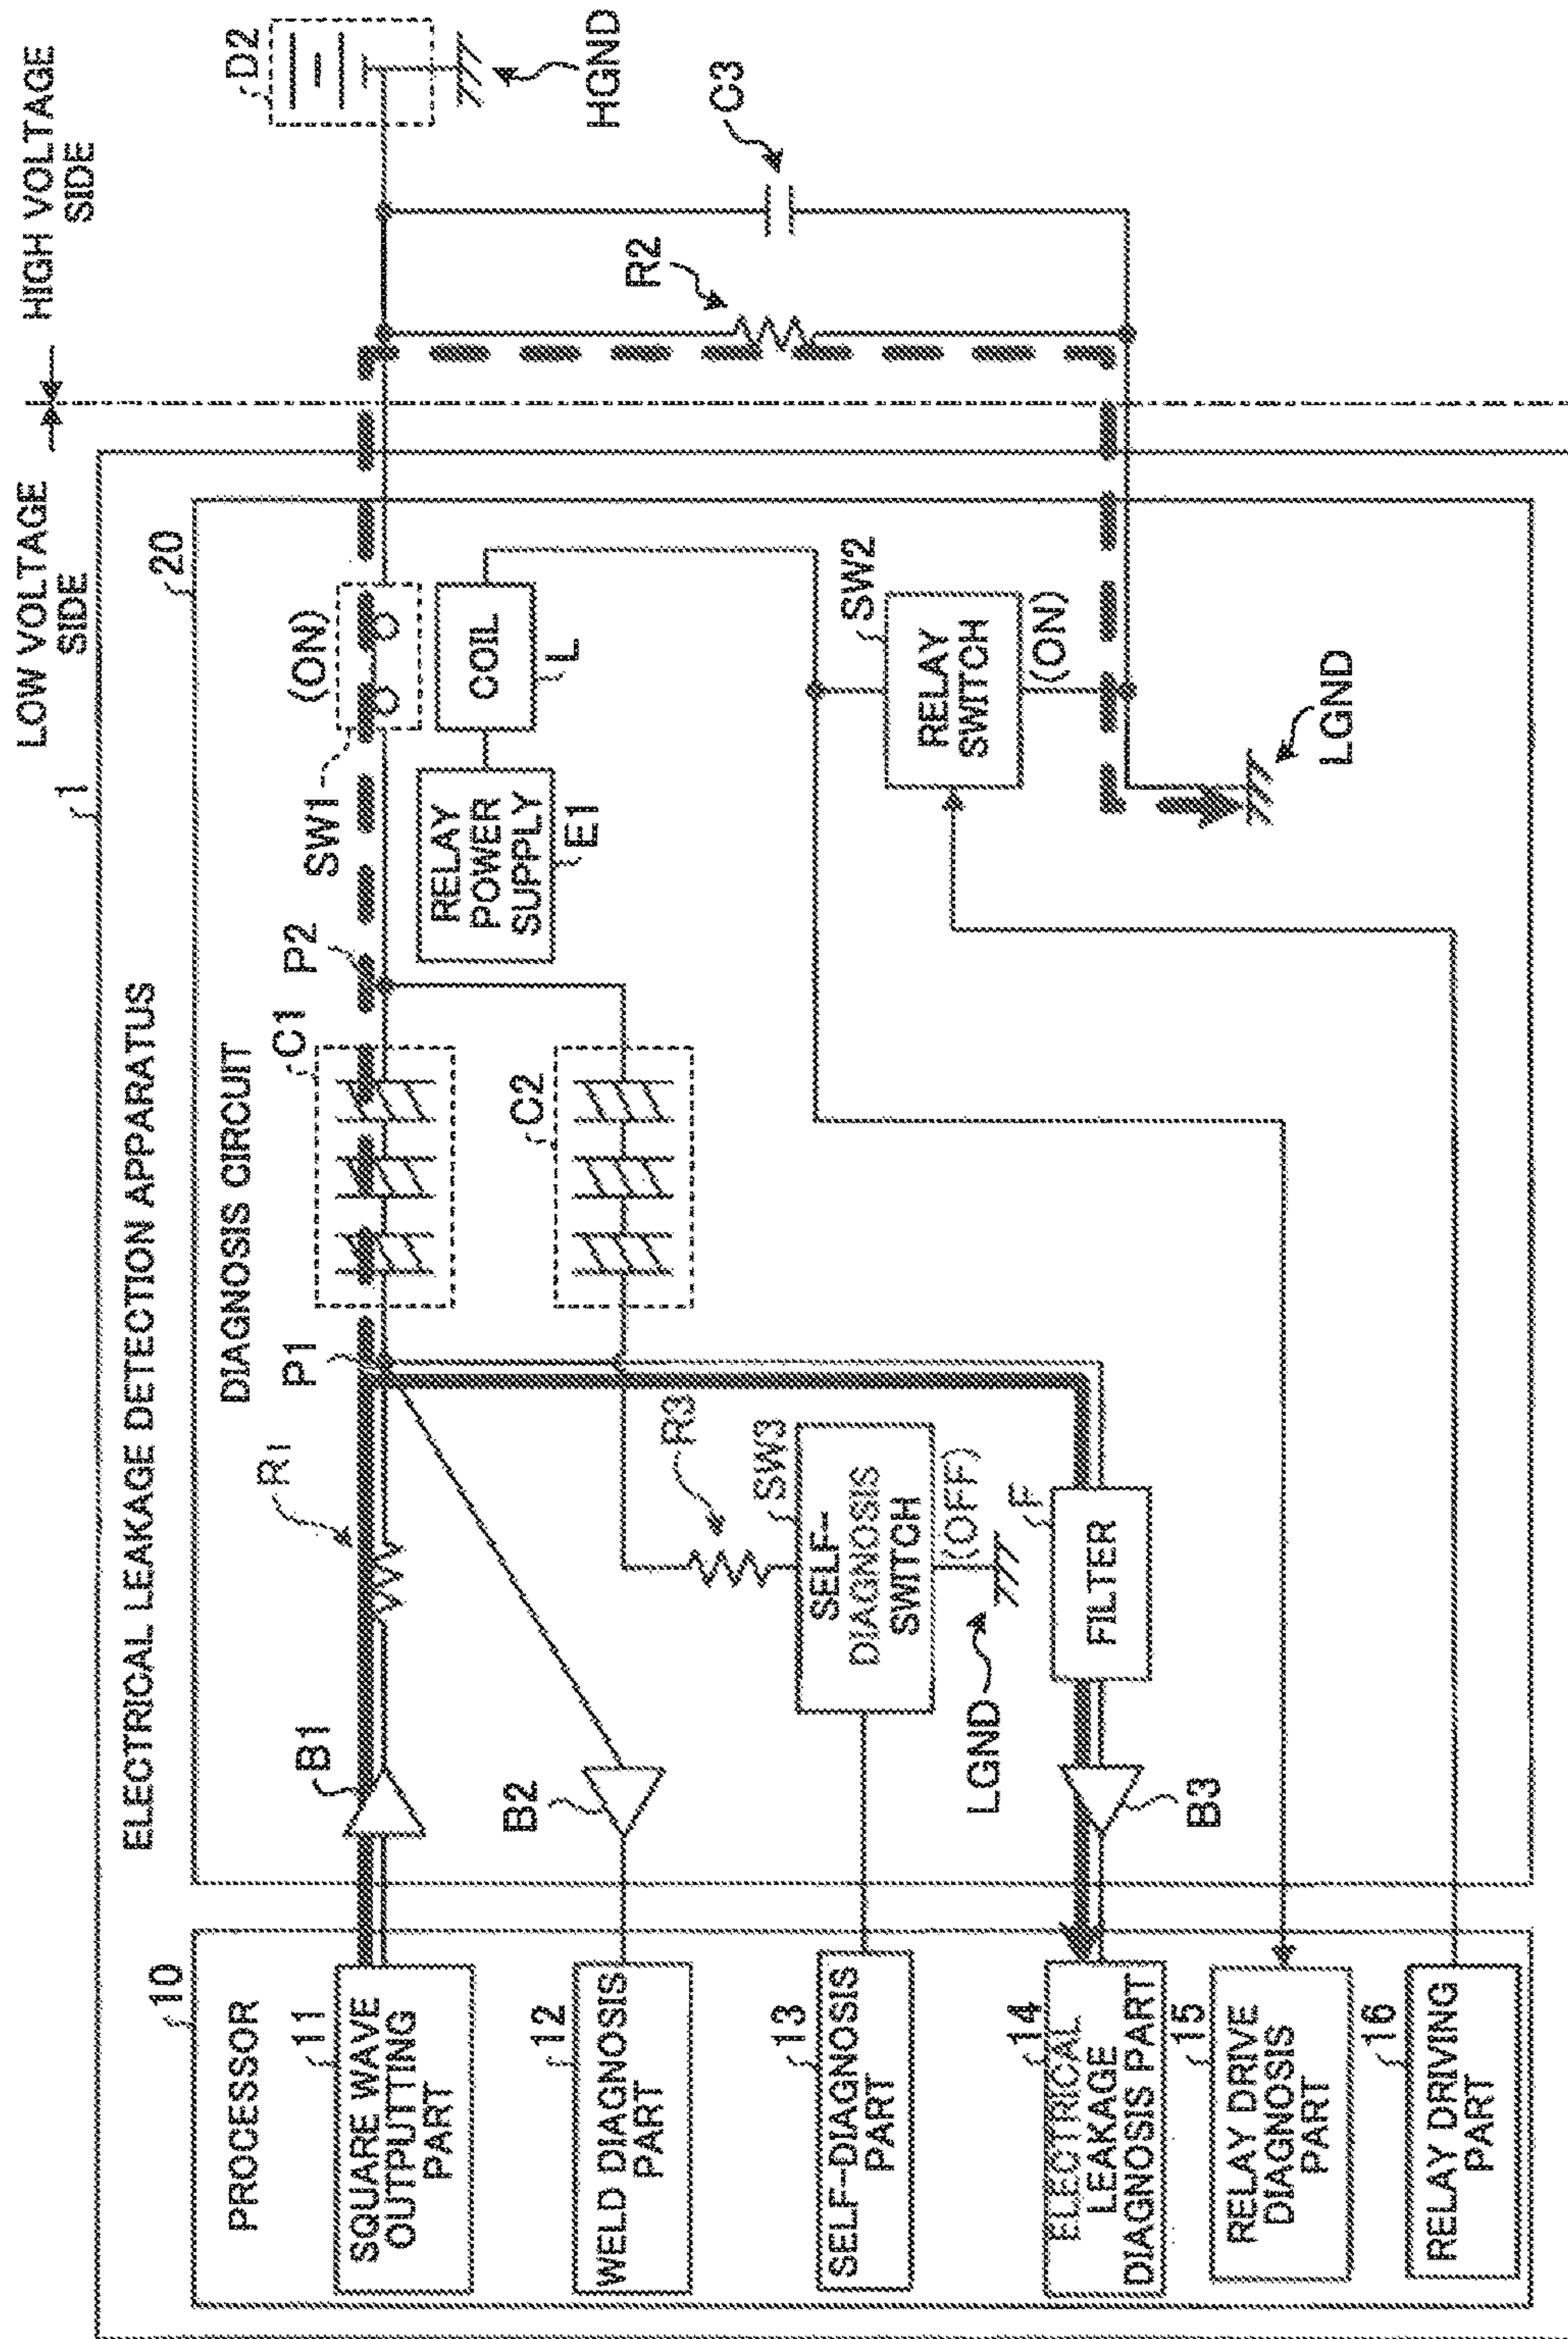 LOW VOLTAGE
SIDE
HIGH VOLTAGE
SIDE
1
ELECTRICAL LEAKAGE DETECTION APPARATUS
10
PROCESSOR
11
SQUARE WAVE
OUTPUTTING
PART
12
WELD DIAGNOSIS
PART
13
SELF-DIAGNOSIS
PART
14
ELECTRICAL
LEAKAGE
DIAGNOSIS PART
15
RELAY DRIVE
DIAGNOSIS
PART
16
RELAY DRIVING
PART
20
DIAGNOSIS CIRCUIT
B1
R1
P1
C1
P2
SW1
(ON)
B2
C2
RELAY
POWER
SUPPLY
E1
COIL
L
R3
SW3
SELF-
DIAGNOSIS
SWITCH
(OFF)
LGND
F
FILTER
B3
SW2
RELAY
SWITCH
(ON)
LGND
D2
HGND
R2
C3